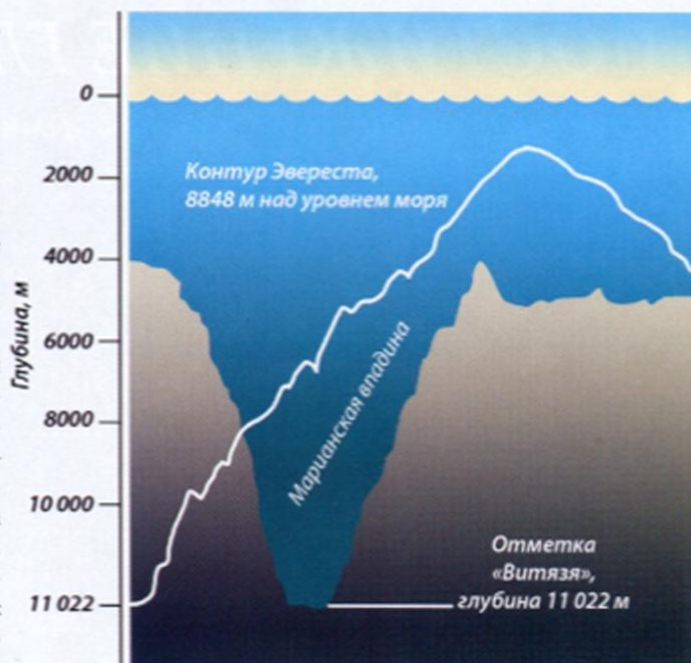 0
Контур Эвереста,
2000
8848 м над уровнем моря
4000
Глубина, м
6000
Марианская впадина
8000
10 000
Отметка
«Витязя»,
11 022
глубина 11 022 м